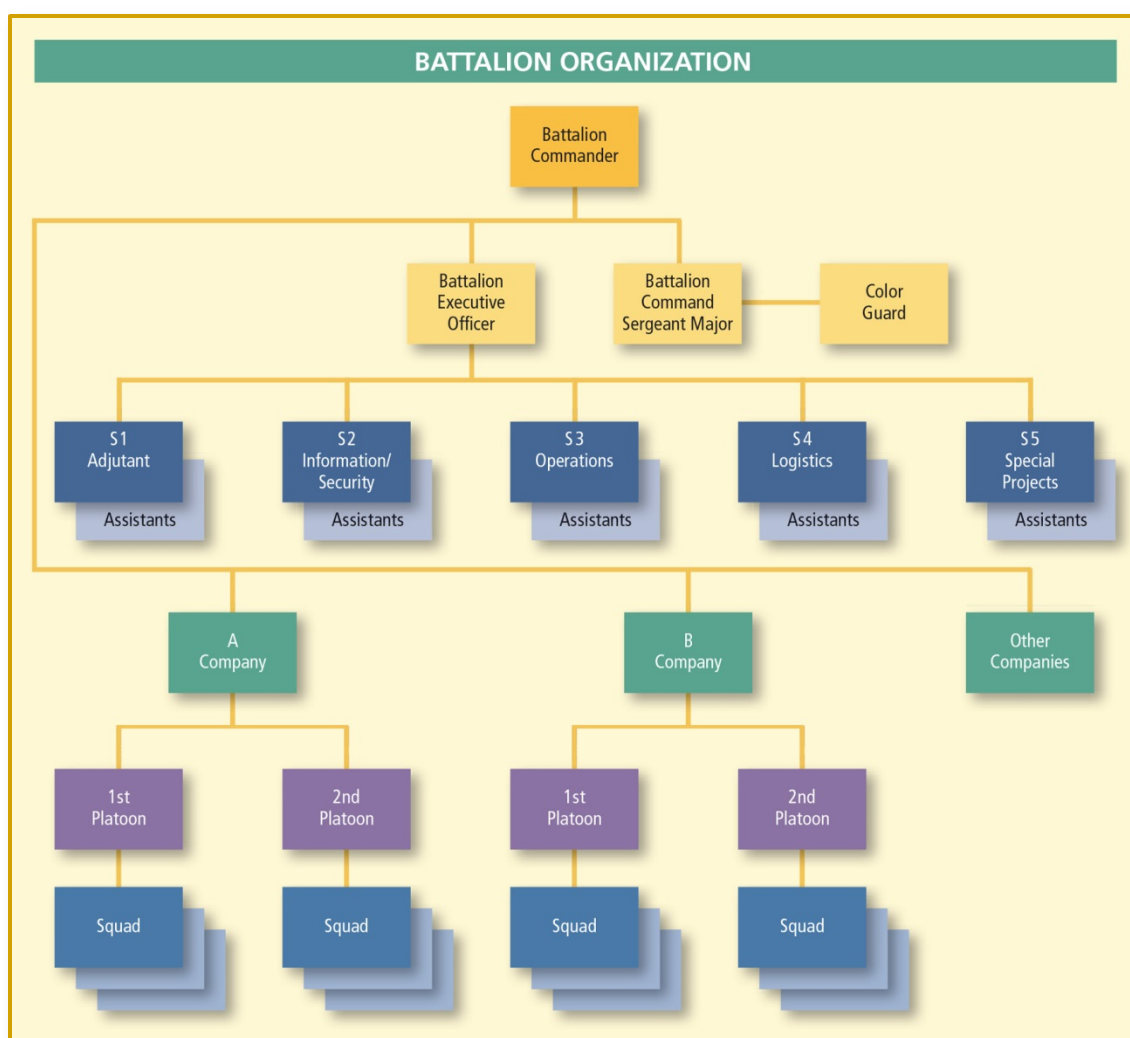 BATTALION ORGANIZATION
Battalion
Commander
Battalion
Executive
Officer
Battalion
Command
Sergeant Major
Color
Guard
S1
Adjutant
Assistants
S2
Information/
Security
Assistants
S3
Operations
Assistants
S4
Logistics
Assistants
S5
Special
Projects
Assistants
A
Company
B
Company
Other
Companies
1st
Platoon
2nd
Platoon
1st
Platoon
2nd
Platoon
Squad
Squad
Squad
Squad